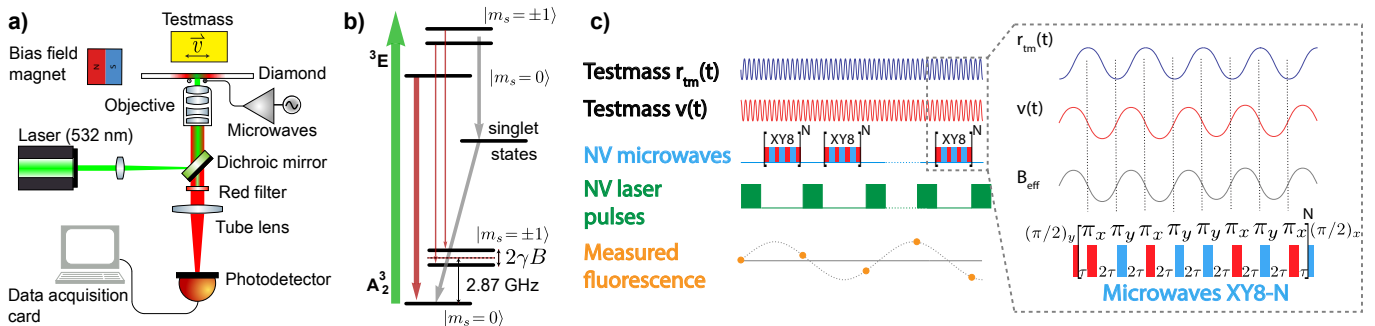 a)
Testmass
v
Bias field
magnet
N S
Diamond
Objective
Microwaves
Laser (532 nm)
Dichroic mirror
Red filter
Tube lens
Photodetector
Data acquisition
card
b)
|m_s = ±1⟩
³E
|m_s = 0⟩
singlet
states
|m_s = ±1⟩
2γB
2.87 GHz
A³₂
|m_s = 0⟩
c)
Testmass r_tm(t)
Testmass v(t)
NV microwaves
XY8 N
XY8 N
XY8 N
NV laser
pulses
Measured
fluorescence
r_tm(t)
v(t)
B_eff
(π/2)_y [π_x π_y π_x π_y π_y π_x π_y π_x]^N (π/2)_x
τ 2τ 2τ 2τ 2τ 2τ 2τ 2τ τ
Microwaves XY8-N